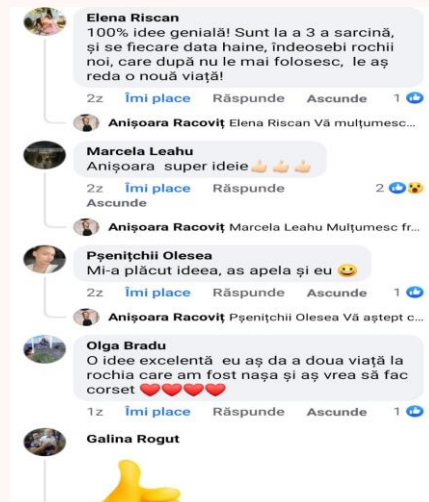 Elena Riscan
100% idee genială! Sunt la a 3 a sarcină,
și se fiecare data haine, îndeosebi rochii
noi, care după nu le mai folosesc, le aș
reda o nouă viață!
2z Îmi place Răspunde Ascunde 1
Anișoara Racoviț Elena Riscan Vă mulțumesc...
Marcela Leahu
Anișoara super ideie
2z Îmi place Răspunde 2
Ascunde
Anișoara Racoviț Marcela Leahu Mulțumesc fr...
Pșenițchii Olesea
Mi-a plăcut ideea, as apela și eu
2z Îmi place Răspunde Ascunde 1
Anișoara Racoviț Pșenițchii Olesea Vă aștept c...
Olga Bradu
O idee excelentă eu aș da a doua viață la
rochia care am fost nașa și aș vrea să fac
corset
1z Îmi place Răspunde Ascunde 1
Galina Rogut